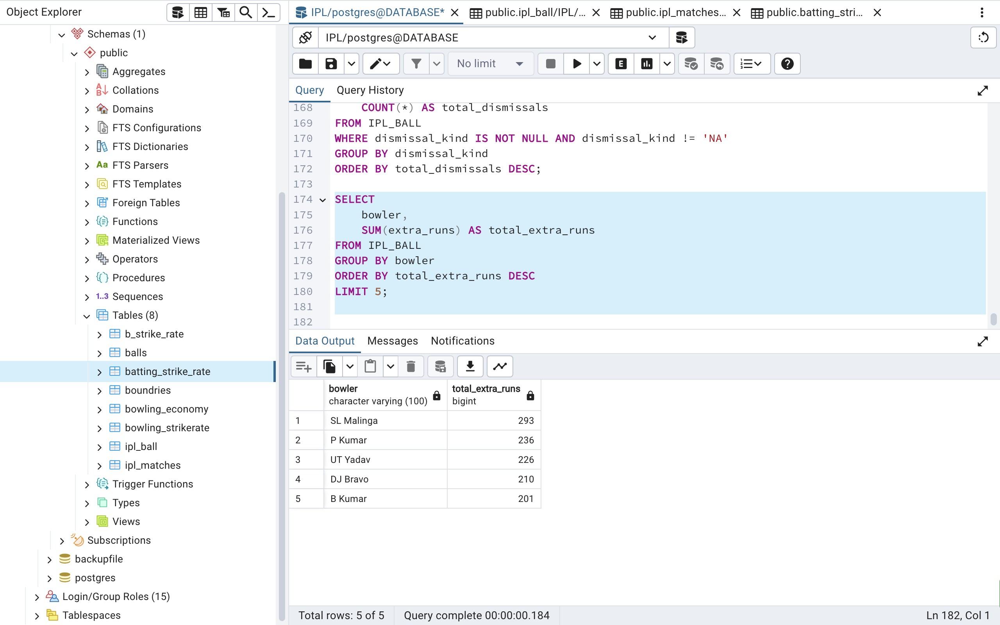 Object Explorer
Schemas (1)
public
Aggregates
Collations
Domains
FTS Configurations
FTS Dictionaries
Aa FTS Parsers
FTS Templates
Foreign Tables
Functions
Materialized Views
Operators
Procedures
1..3 Sequences
Tables (8)
b_strike_rate
balls
batting_strike_rate
boundries
bowling_economy
bowling_strikerate
ipl_ball
ipl_matches
Trigger Functions
Types
Views
Subscriptions
backupfile
postgres
Login/Group Roles (15)
Tablespaces
IPL/postgres@DATABASE* public.ipl_ball/IPL/... public.ipl_matches... public.batting_stri...
IPL/postgres@DATABASE
No limit E
Query Query History
168 COUNT(*) AS total_dismissals
169 FROM IPL_BALL
170 WHERE dismissal_kind IS NOT NULL AND dismissal_kind != 'NA'
171 GROUP BY dismissal_kind
172 ORDER BY total_dismissals DESC;
173
174 SELECT
175 bowler,
176 SUM(extra_runs) AS total_extra_runs
177 FROM IPL_BALL
178 GROUP BY bowler
179 ORDER BY total_extra_runs DESC
180 LIMIT 5;
181
182
Data Output Messages Notifications
bowler total_extra_runs
character varying (100) bigint
1 SL Malinga 293
2 P Kumar 236
3 UT Yadav 226
4 DJ Bravo 210
5 B Kumar 201
Total rows: 5 of 5 Query complete 00:00:00.184 Ln 182, Col 1